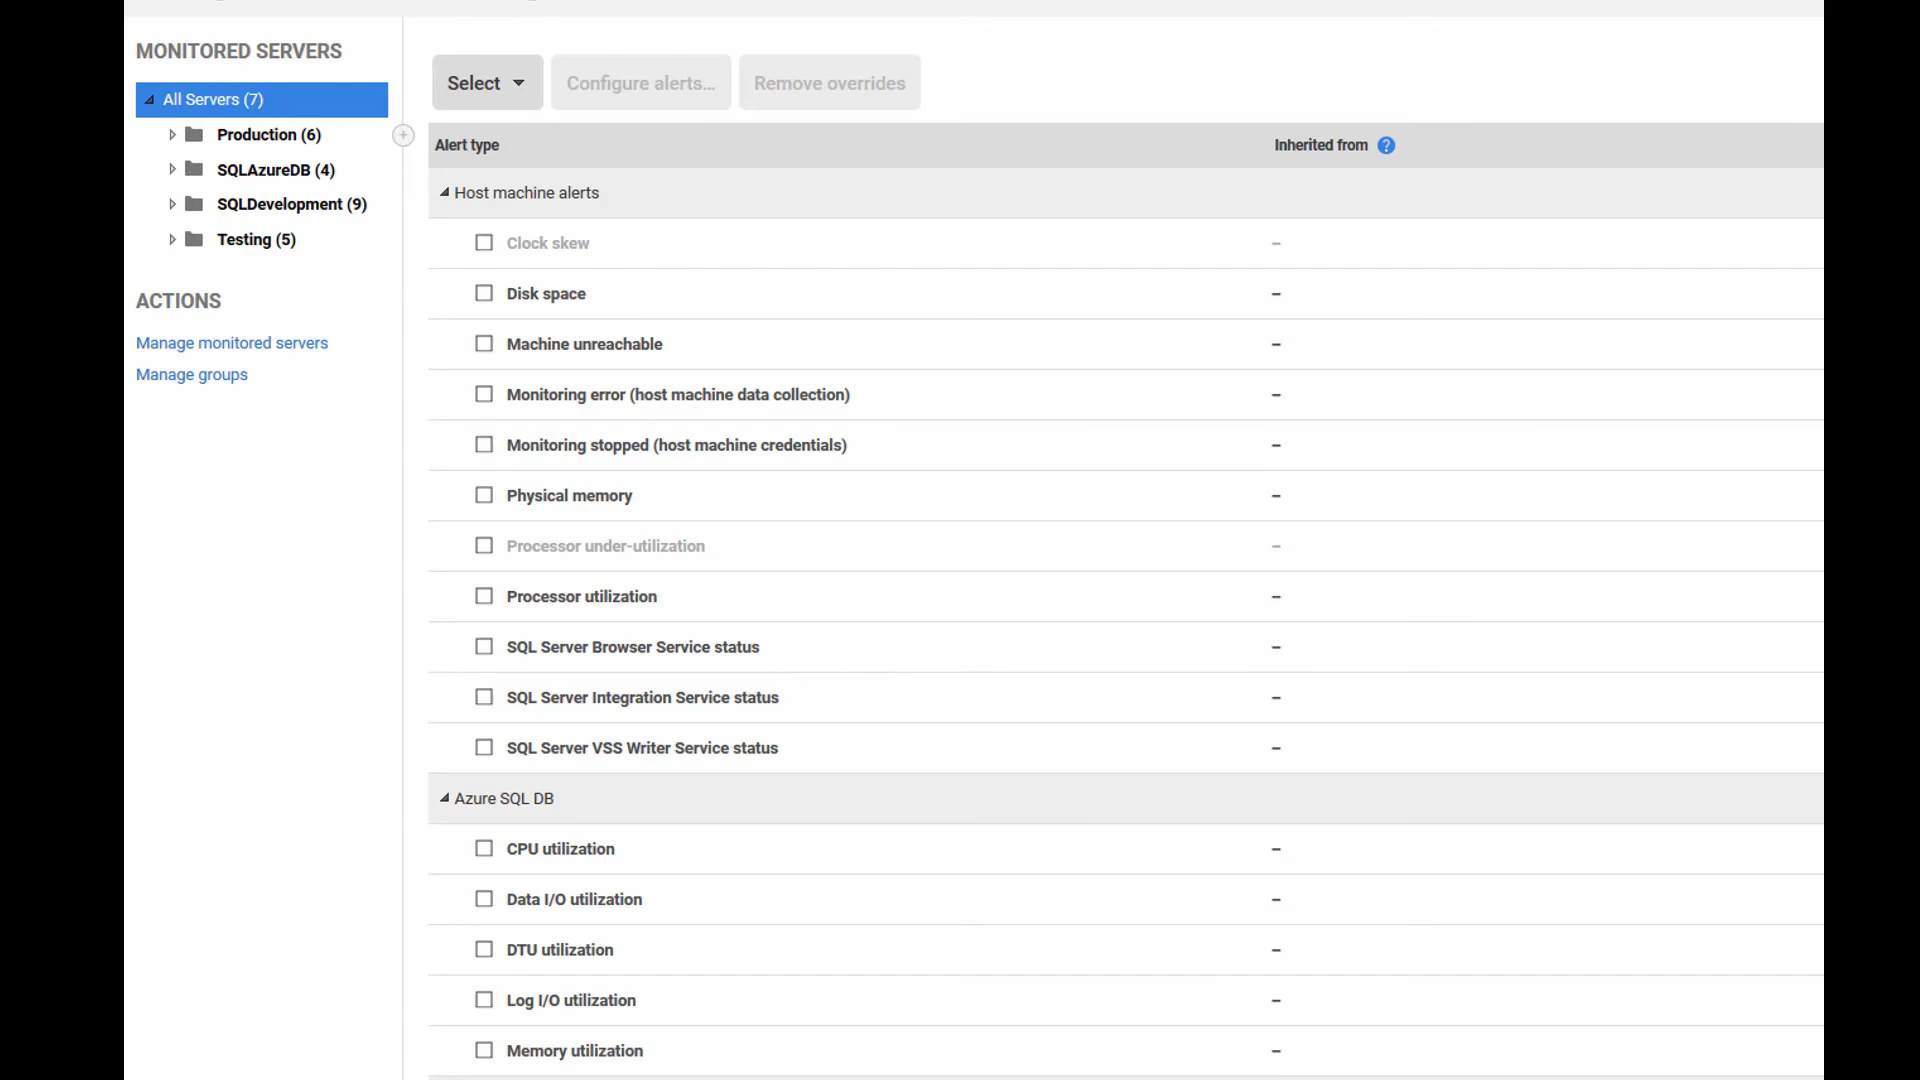 MONITORED SERVERS
All Servers (7)
Production (6)
SQLAzureDB (4)
SQLDevelopment (9)
Testing (5)
ACTIONS
Manage monitored servers
Manage groups
Select
Configure alerts...
Remove overrides
Alert type
Inherited from ?
Host machine alerts
Clock skew –
Disk space –
Machine unreachable –
Monitoring error (host machine data collection) –
Monitoring stopped (host machine credentials) –
Physical memory –
Processor under-utilization –
Processor utilization –
SQL Server Browser Service status –
SQL Server Integration Service status –
SQL Server VSS Writer Service status –
Azure SQL DB
CPU utilization –
Data I/O utilization –
DTU utilization –
Log I/O utilization –
Memory utilization –